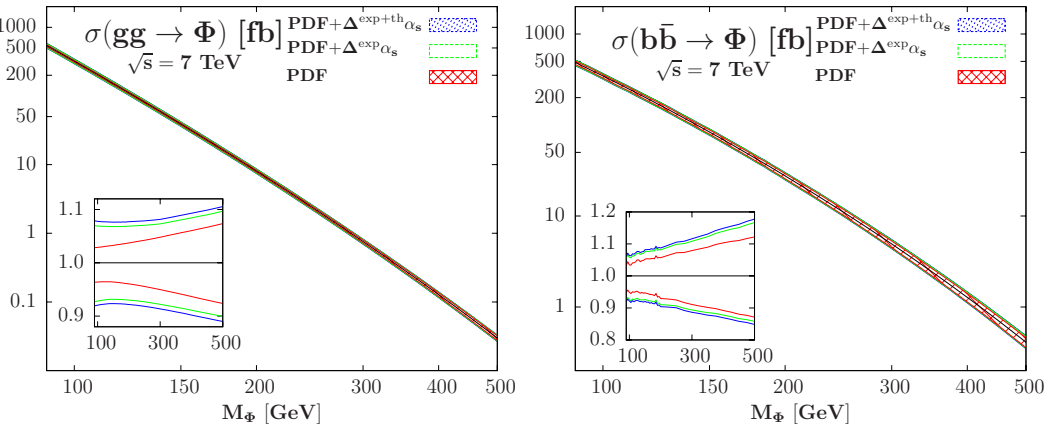 σ(gg → Φ) [fb]
√s = 7 TeV
PDF+Δ^{exp+th}α_s
PDF+Δ^{exp}α_s
PDF
1000
500
200
50
10
1
0.1
1.1
1.0
0.9
100 300 500
100 150 200 300 400 500
M_Φ [GeV]
σ(bb̄ → Φ) [fb]
√s = 7 TeV
PDF+Δ^{exp+th}α_s
PDF+Δ^{exp}α_s
PDF
1000
500
200
50
10
1
1.2
1.1
1.0
0.9
0.8
100 300 500
100 150 200 300 400 500
M_Φ [GeV]